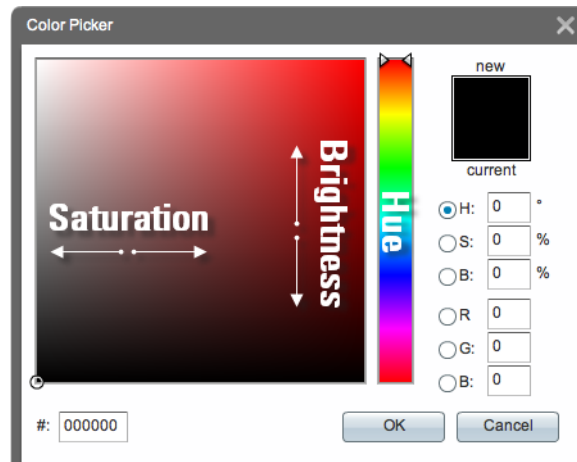 Color Picker
new
current
Saturation
Brightness
Hue
H: 0 °
S: 0 %
B: 0 %
R 0
G: 0
B: 0
#: 000000
OK
Cancel